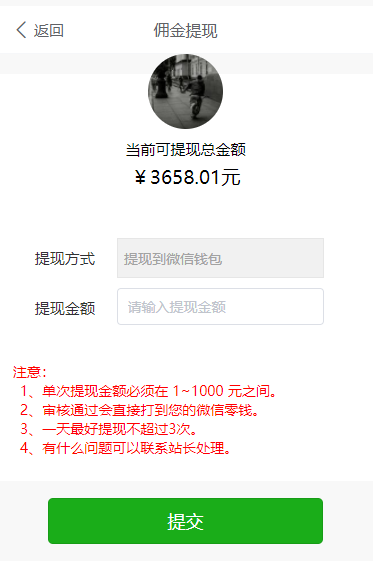 返回
佣金提现
当前可提现总金额
¥3658.01元
提现方式
提现到微信钱包
提现金额
请输入提现金额
注意：
1、单次提现金额必须在 1~1000 元之间。
2、审核通过会直接打到您的微信零钱。
3、一天最好提现不超过3次。
4、有什么问题可以联系站长处理。
提交